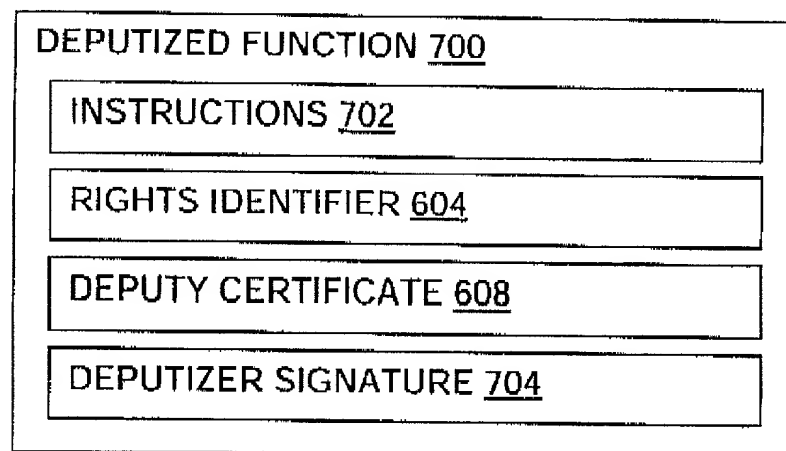 DEPUTIZED FUNCTION 700
INSTRUCTIONS 702
RIGHTS IDENTIFIER 604
DEPUTY CERTIFICATE 608
DEPUTIZER SIGNATURE 704